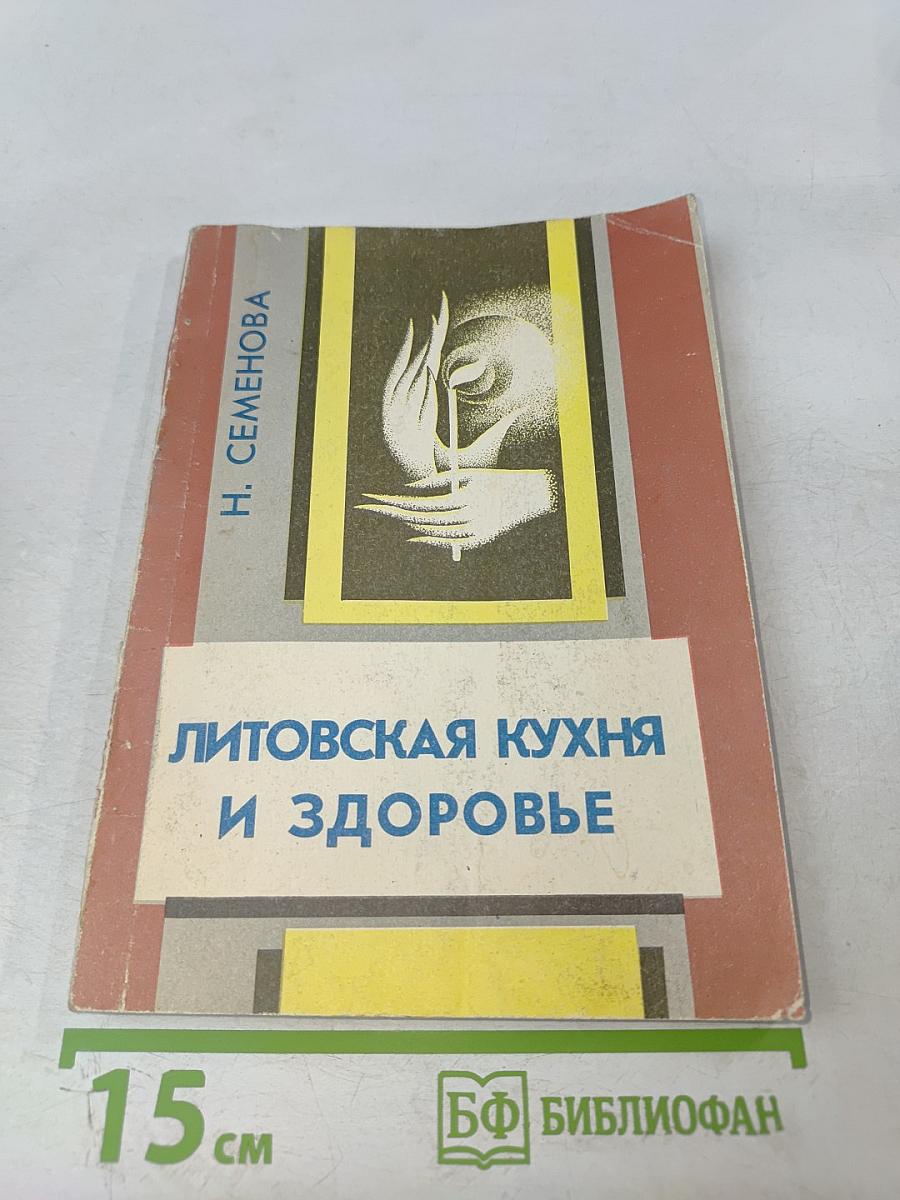 Н. СЕМЕНОВА
ЛИТОВСКАЯ КУХНЯ
И ЗДОРОВЬЕ
15 см
БФ БИБЛИОФАН